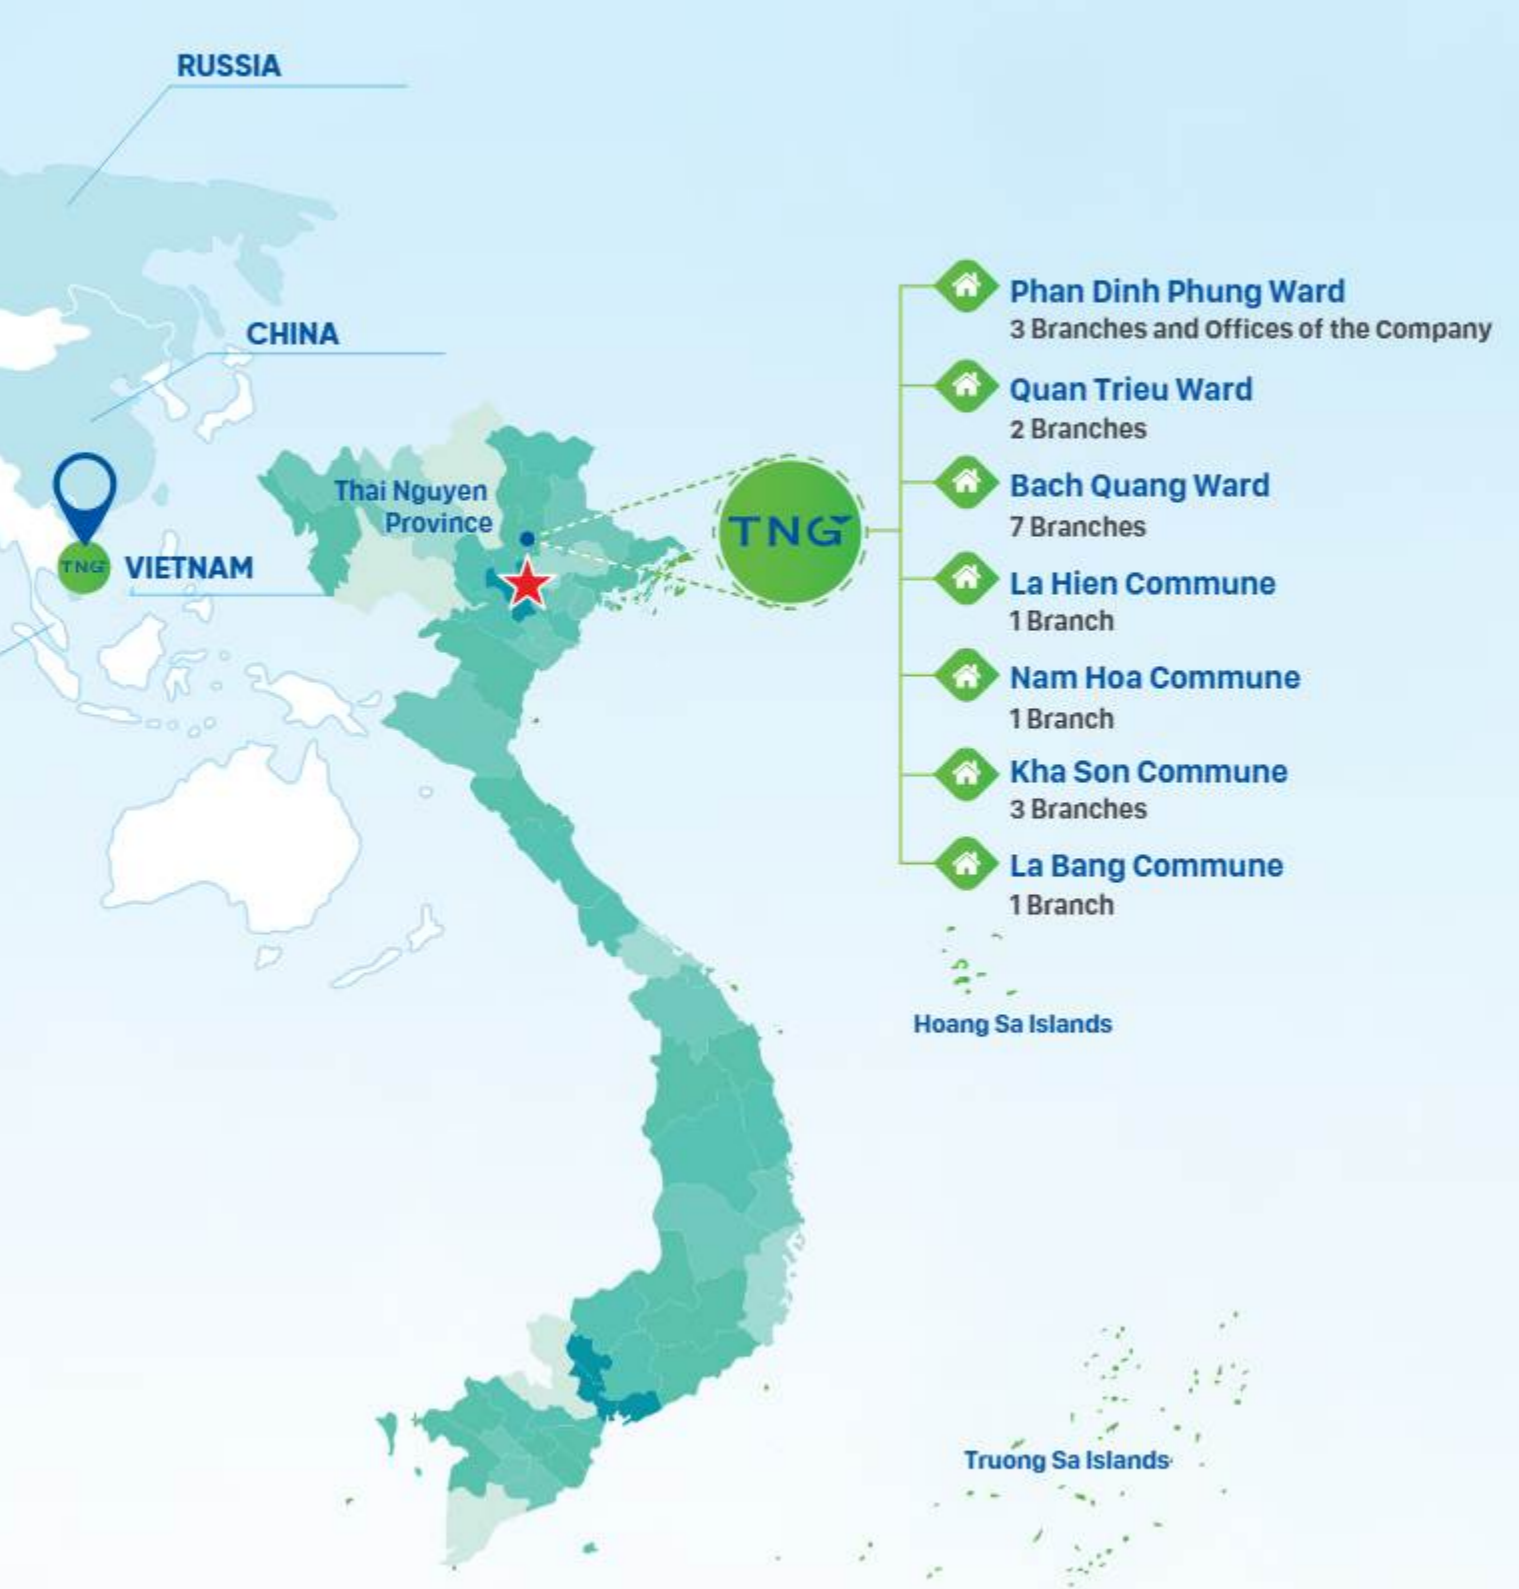 RUSSIA
CHINA
TNG
VIETNAM
Thai Nguyen
Province
TNG
Phan Dinh Phung Ward
3 Branches and Offices of the Company
Quan Trieu Ward
2 Branches
Bach Quang Ward
7 Branches
La Hien Commune
1 Branch
Nam Hoa Commune
1 Branch
Kha Son Commune
3 Branches
La Bang Commune
1 Branch
Hoang Sa Islands
Truong Sa Islands